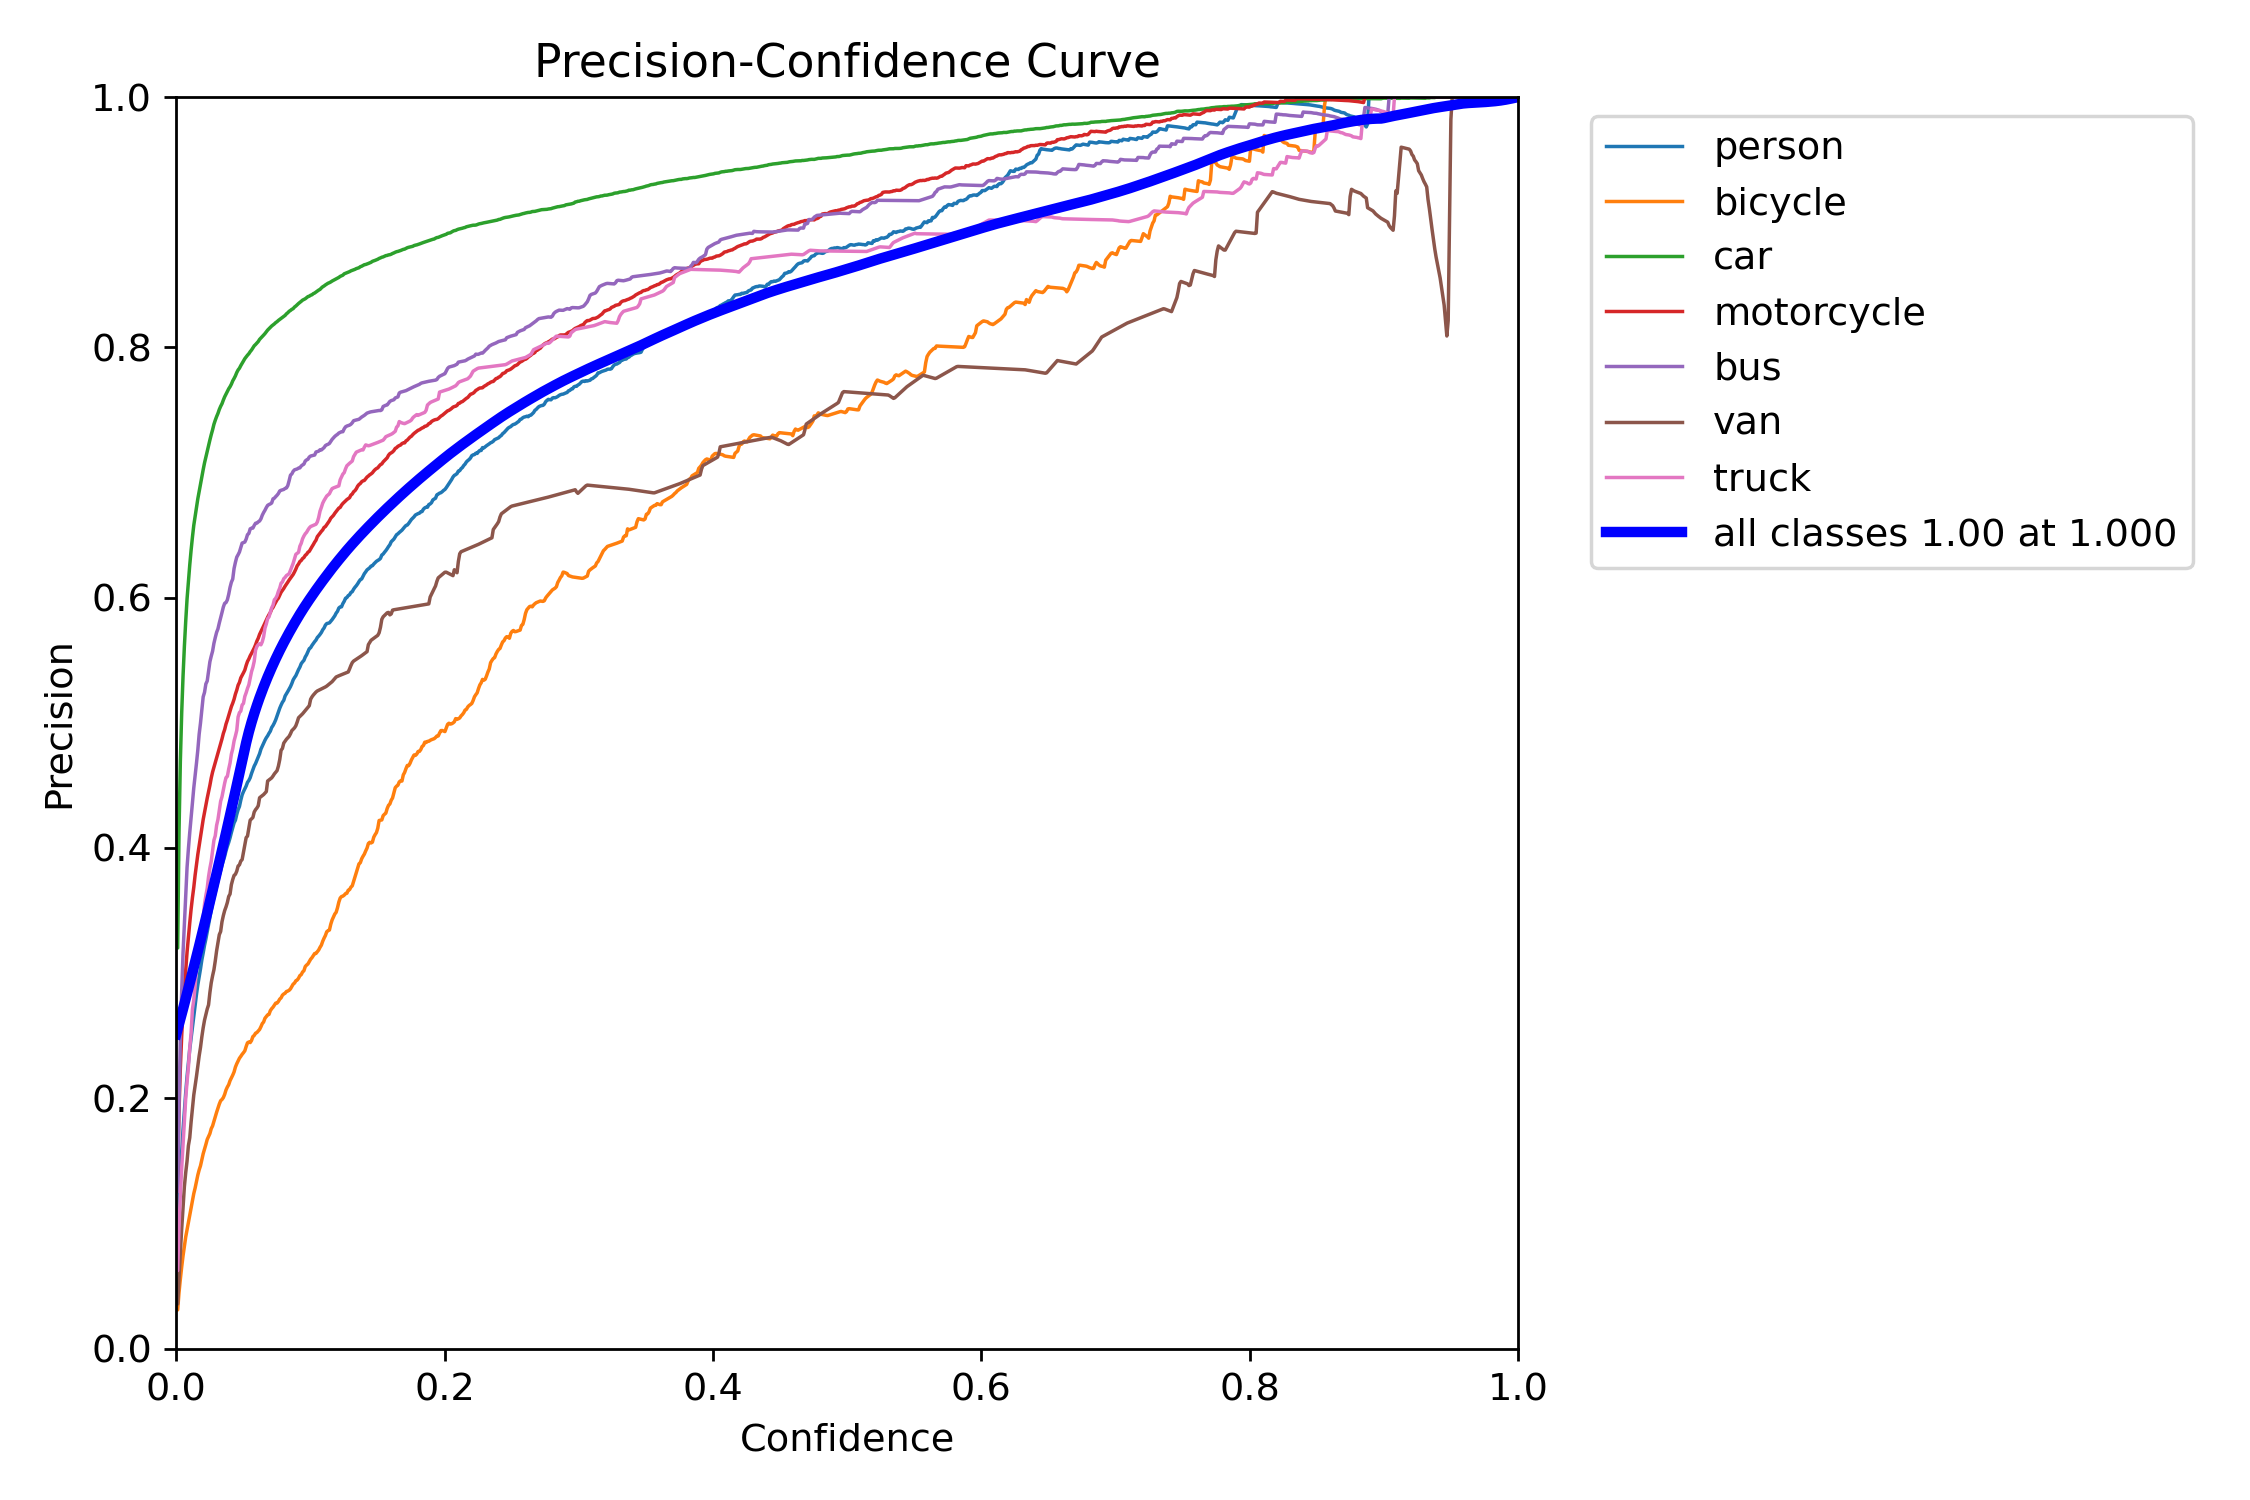 Precision-Confidence Curve
1.0
0.8
0.6
0.4
0.2
0.0
Precision
0.0 0.2 0.4 0.6 0.8 1.0
Confidence
person
bicycle
car
motorcycle
bus
van
truck
all classes 1.00 at 1.000